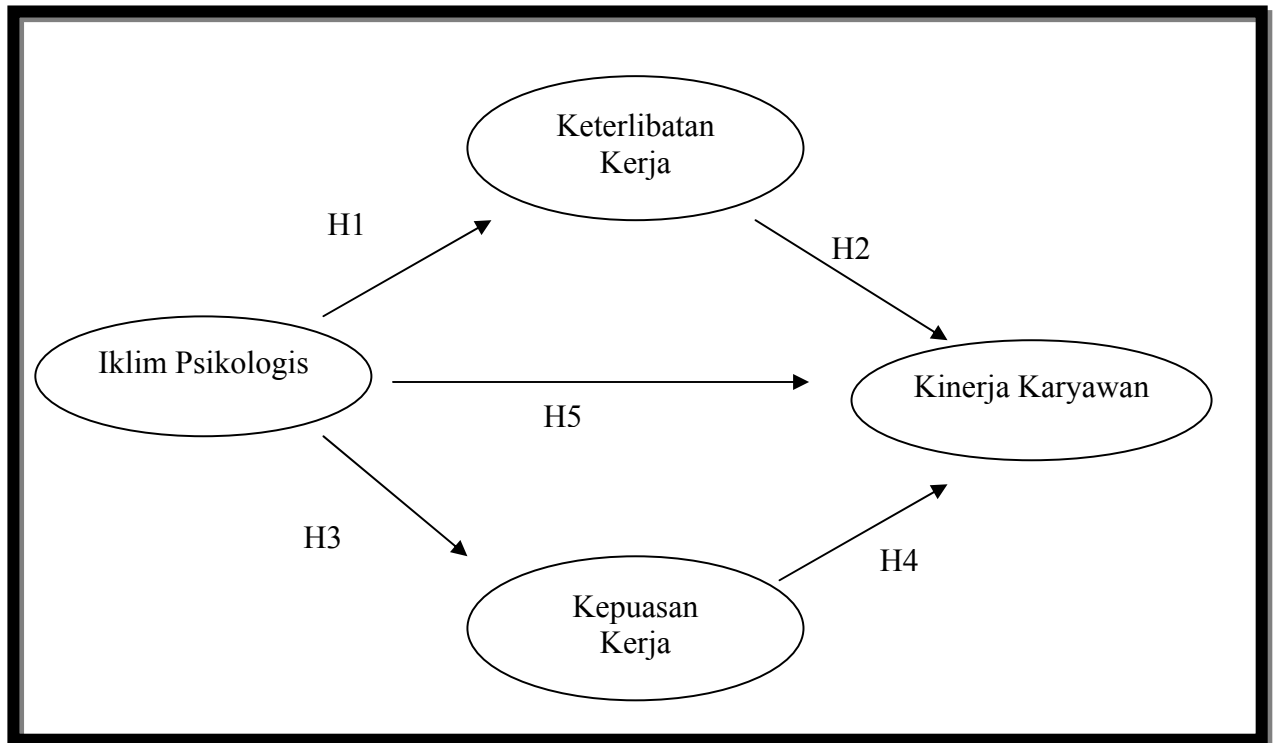 Keterlibatan
Kerja
H1
H2
Iklim Psikologis
Kinerja Karyawan
H5
H3
H4
Kepuasan
Kerja